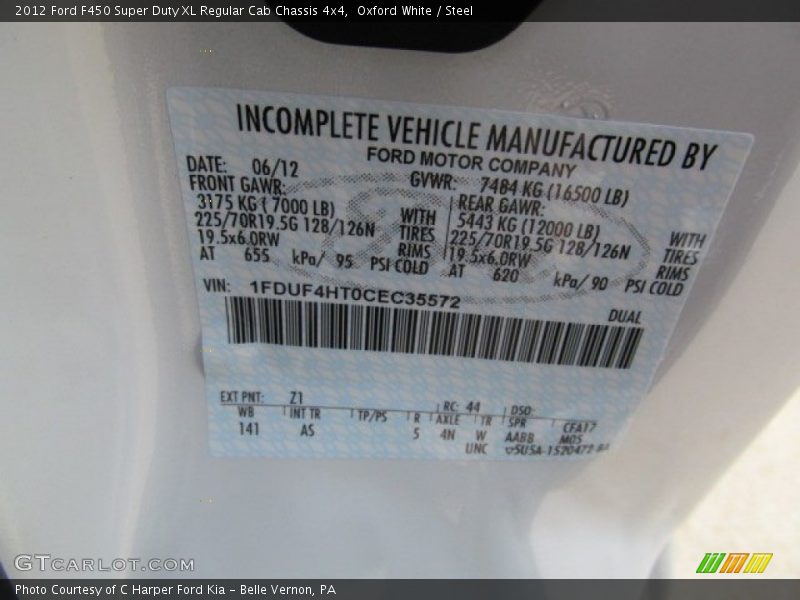 2012 Ford F450 Super Duty XL Regular Cab Chassis 4x4, Oxford White / Steel
INCOMPLETE VEHICLE MANUFACTURED BY
FORD MOTOR COMPANY
DATE: 06/12 GVWR: 7484 KG (16500 LB)
FRONT GAWR: REAR GAWR:
3175 KG ( 7000 LB) WITH 5443 KG (12000 LB) WITH
225/70R19.5G 128/126N TIRES 225/70R19.5G 128/126N TIRES
19.5x6.0RW RIMS 19.5x6.0RW RIMS
AT 655 kPa/ 95 PSI COLD AT 620 kPa/ 90 PSI COLD
VIN: 1FDUF4HT0CEC35572
DUAL
EXT PNT: Z1 RC: 44 DSO:
WB INT TR TP/PS R AXLE TR SPR CFA17
141 AS 5 4N W AABB M05
UNC
GTCARLOT.COM
Photo Courtesy of C Harper Ford Kia – Belle Vernon, PA